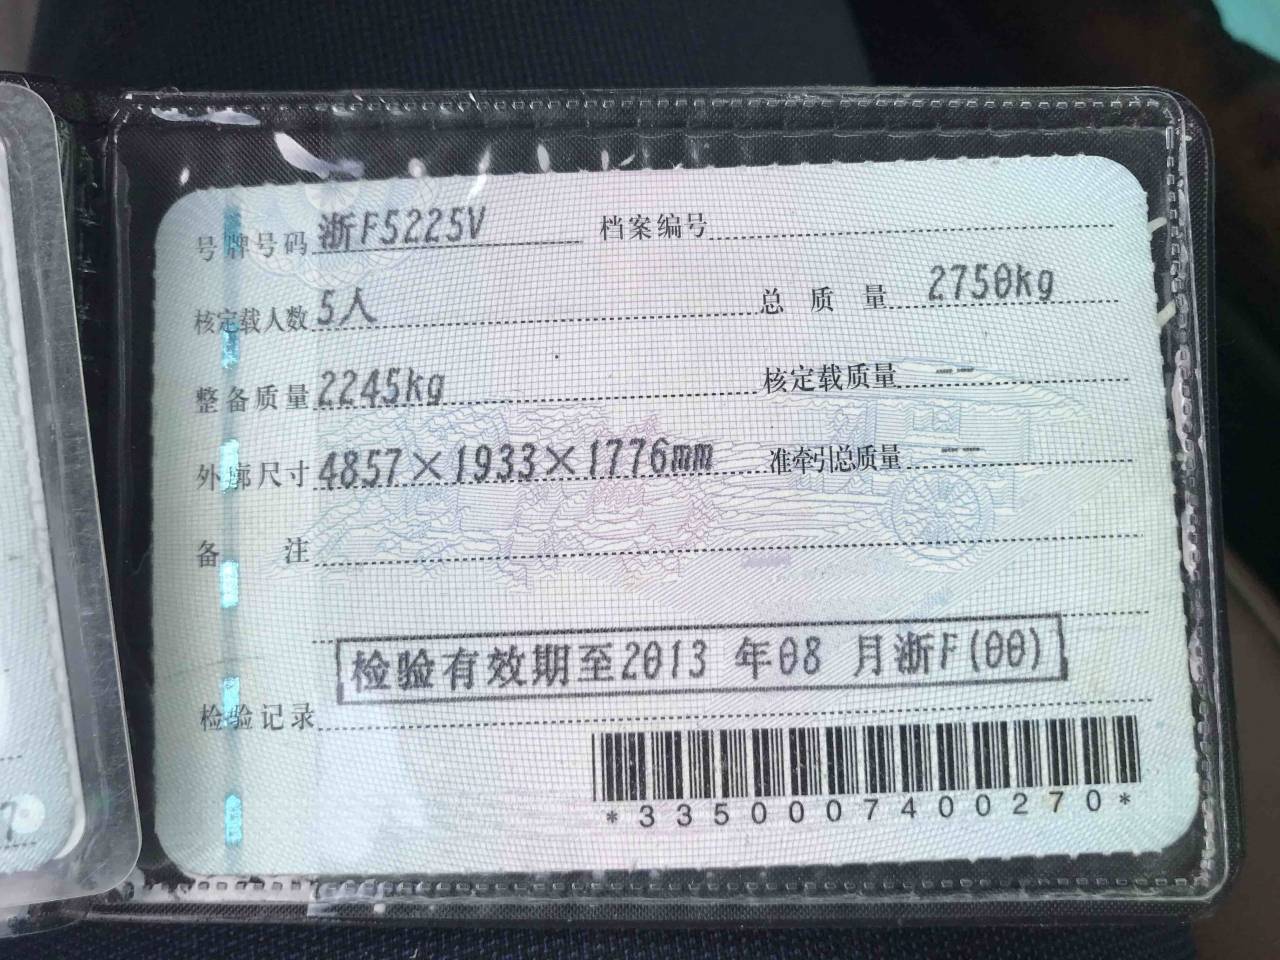 号牌号码 浙F5225V 档案编号
核定载人数 5人 总质量 2750kg
整备质量 2245kg 核定载质量 --
外廓尺寸 4857×1933×1776mm 准牵引总质量 --
备注
检验有效期至2013 年08 月浙F(00)
检验记录
*3350007400270*
7